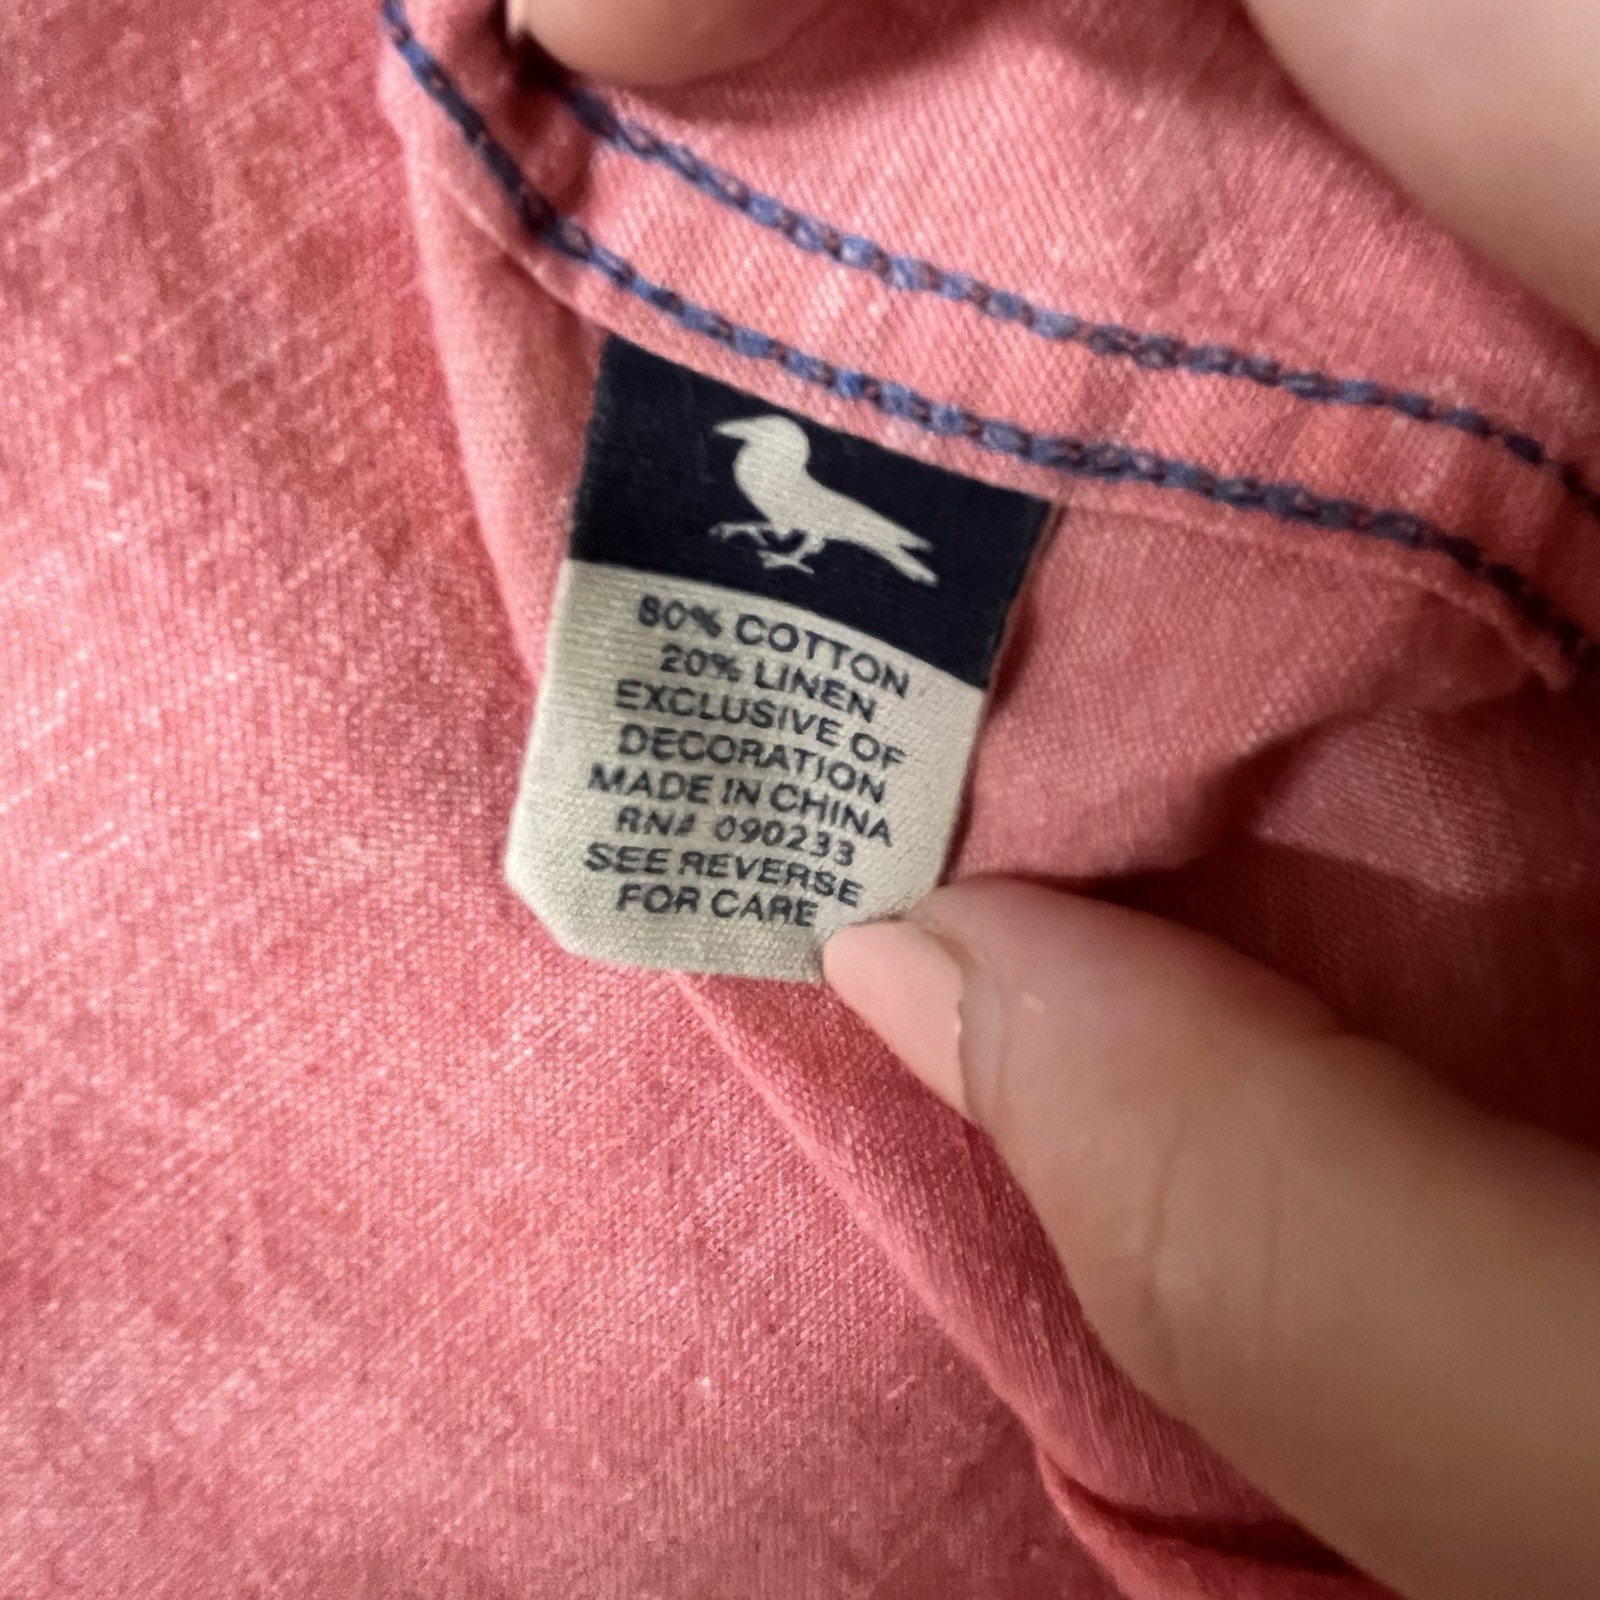 80% COTTON
20% LINEN
EXCLUSIVE OF
DECORATION
MADE IN CHINA
RN# 090233
SEE REVERSE
FOR CARE